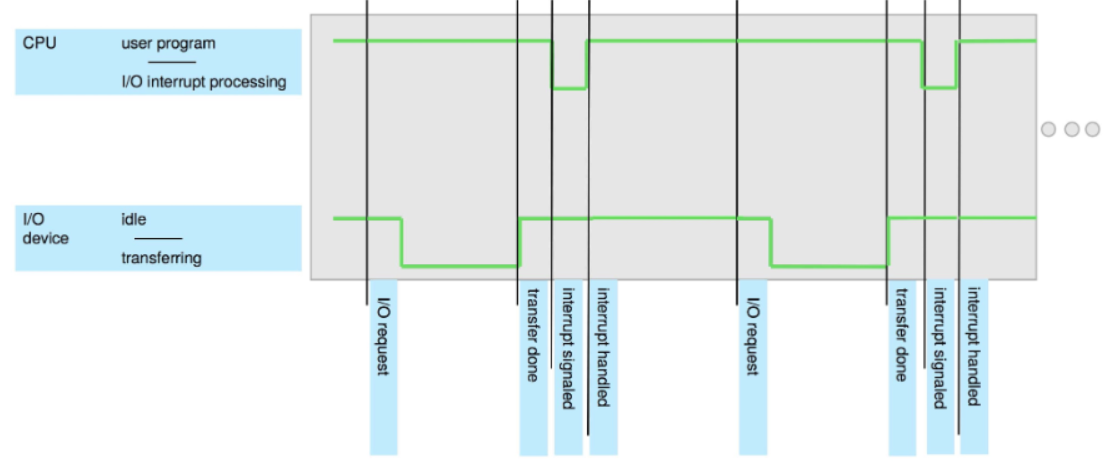 CPU
user program
I/O interrupt processing
I/O
device
idle
transferring
I/O request
transfer done
interrupt signaled
interrupt handled
I/O request
transfer done
interrupt signaled
interrupt handled